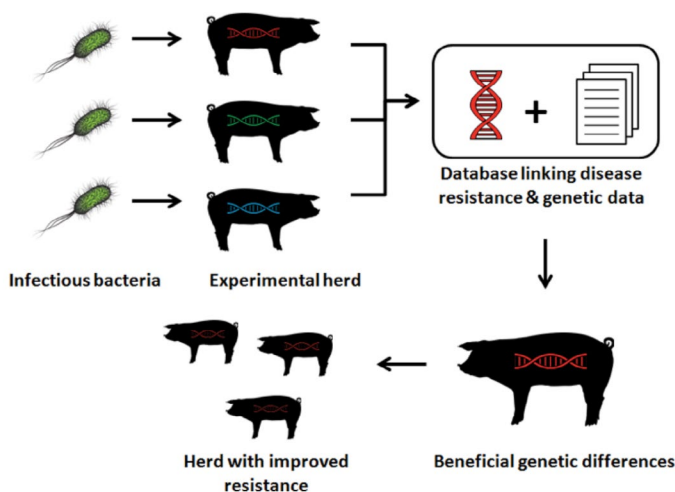 Database linking disease
resistance & genetic data
Infectious bacteria
Experimental herd
Herd with improved
resistance
Beneficial genetic differences